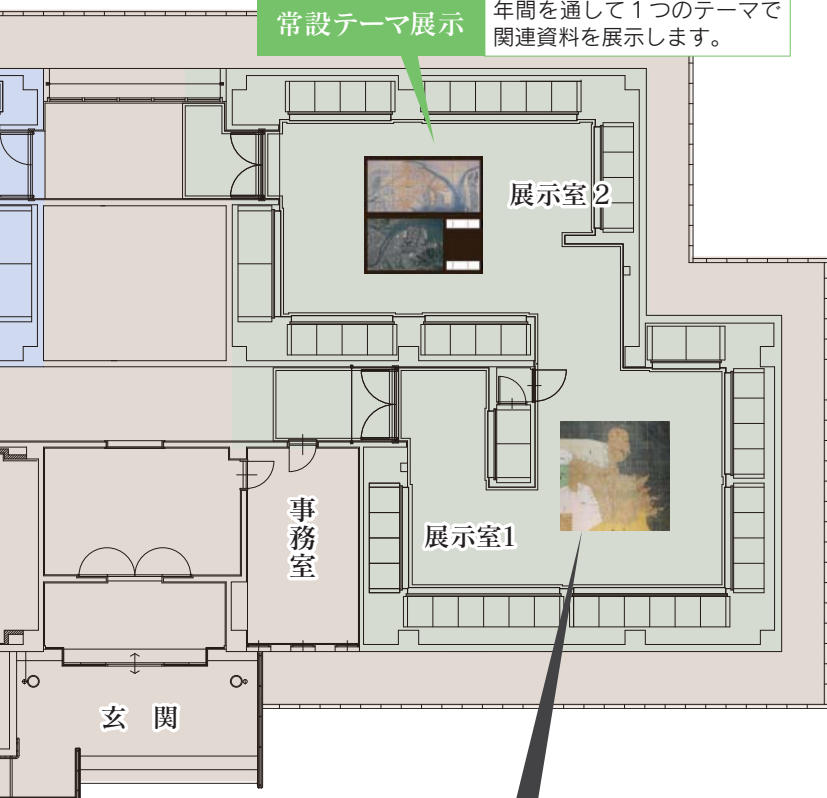 常設テーマ展示
年間を通して1つのテーマで
関連資料を展示します。
展示室2
展示室1
事務室
玄 関